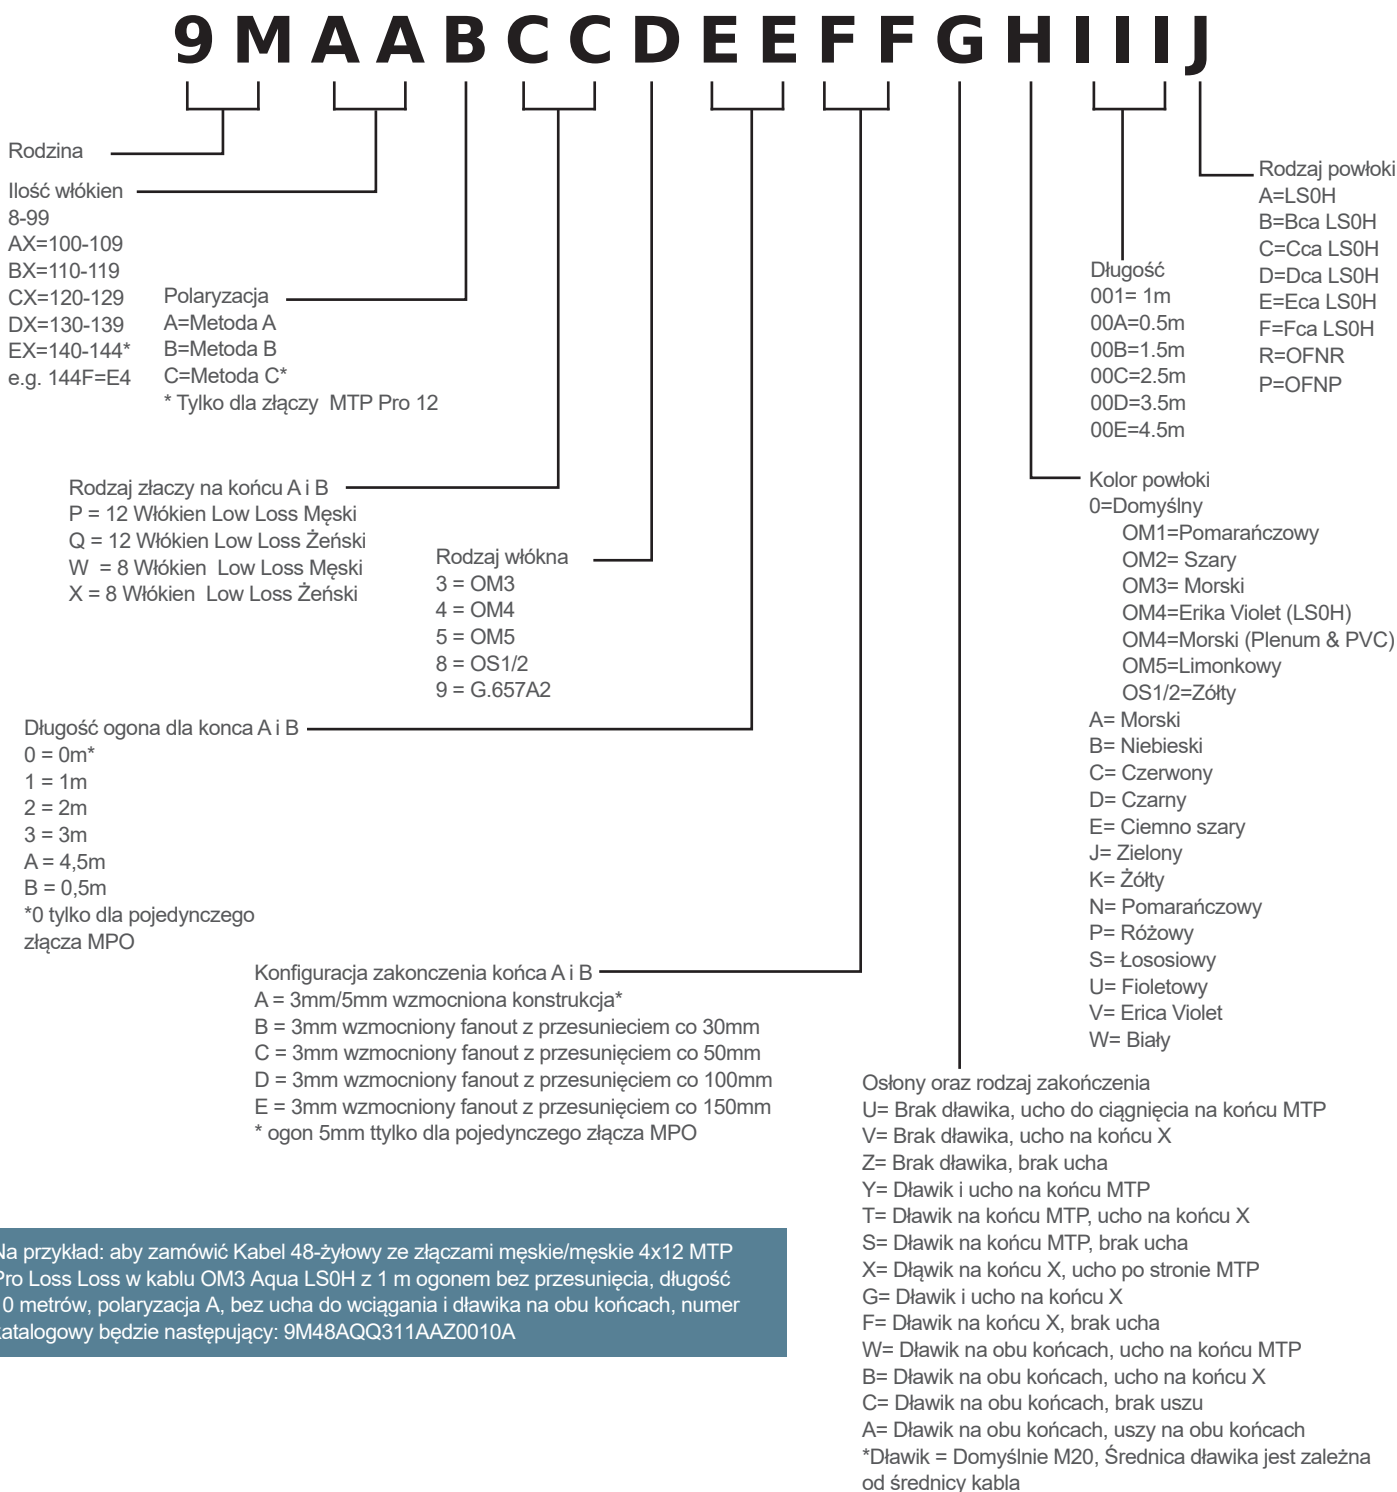 9MAABCCDEEFFGHIIIJ
Rodzina
Ilość włókien
8-99
AX=100-109
BX=110-119
CX=120-129
DX=130-139
EX=140-144*
e.g. 144F=E4
Polaryzacja
A=Metoda A
B=Metoda B
C=Metoda C*
* Tylko dla złączy MTP Pro 12
Rodzaj złaczy na końcu A i B
P = 12 Włókien Low Loss Męski
Q = 12 Włókien Low Loss Żeński
W = 8 Włókien Low Loss Męski
X = 8 Włókien Low Loss Żeński
Rodzaj włókna
3 = OM3
4 = OM4
5 = OM5
8 = OS1/2
9 = G.657A2
Długość ogona dla konca A i B
0 = 0m*
1 = 1m
2 = 2m
3 = 3m
A = 4,5m
B = 0,5m
*0 tylko dla pojedynczego
złącza MPO
Konfiguracja zakonczenia końca A i B
A = 3mm/5mm wzmocniona konstrukcja*
B = 3mm wzmocniony fanout z przesunieciem co 30mm
C = 3mm wzmocniony fanout z przesunięciem co 50mm
D = 3mm wzmocniony fanout z przesunięciem co 100mm
E = 3mm wzmocniony fanout z przesunięciem co 150mm
* ogon 5mm ttylko dla pojedynczego złącza MPO
Osłony oraz rodzaj zakończenia
U= Brak dławika, ucho do ciągnięcia na końcu MTP
V= Brak dławika, ucho na końcu X
Z= Brak dławika, brak ucha
Y= Dławik i ucho na końcu MTP
T= Dławik na końcu MTP, ucho na końcu X
S= Dławik na końcu MTP, brak ucha
X= Dłąwik na końcu X, ucho po stronie MTP
G= Dławik i ucho na końcu X
F= Dławik na końcu X, brak ucha
W= Dławik na obu końcach, ucho na końcu MTP
B= Dławik na obu końcach, ucho na końcu X
C= Dławik na obu końcach, brak uszu
A= Dławik na obu końcach, uszy na obu końcach
*Dławik = Domyślnie M20, Średnica dławika jest zależna
od średnicy kabla
Kolor powłoki
0=Domyślny
OM1=Pomarańczowy
OM2= Szary
OM3= Morski
OM4=Erika Violet (LS0H)
OM4=Morski (Plenum & PVC)
OM5=Limonkowy
OS1/2=Zółty
A= Morski
B= Niebieski
C= Czerwony
D= Czarny
E= Ciemno szary
J= Zielony
K= Żółty
N= Pomarańczowy
P= Różowy
S= Łososiowy
U= Fioletowy
V= Erica Violet
W= Biały
Długość
001= 1m
00A=0.5m
00B=1.5m
00C=2.5m
00D=3.5m
00E=4.5m
Rodzaj powłoki
A=LS0H
B=Bca LS0H
C=Cca LS0H
D=Dca LS0H
E=Eca LS0H
F=Fca LS0H
R=OFNR
P=OFNP
Na przykład: aby zamówić Kabel 48-żyłowy ze złączami męskie/męskie 4x12 MTP
Pro Loss Loss w kablu OM3 Aqua LS0H z 1 m ogonem bez przesunięcia, długość
0 metrów, polaryzacja A, bez ucha do wciągania i dławika na obu końcach, numer
katalogowy będzie następujący: 9M48AQQ311AAZ0010A